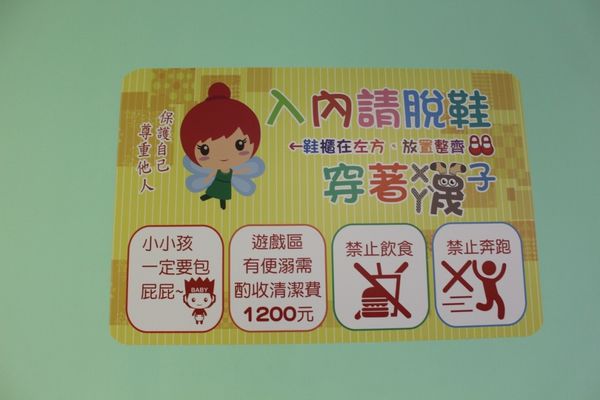 入內請脫鞋
←鞋櫃在左方、放置整齊
穿著襪子
保護自己
尊重他人
小小孩
一定要包
屁屁~
BABY
遊戲區
有便溺需
酌收清潔費
1200元
禁止飲食
禁止奔跑